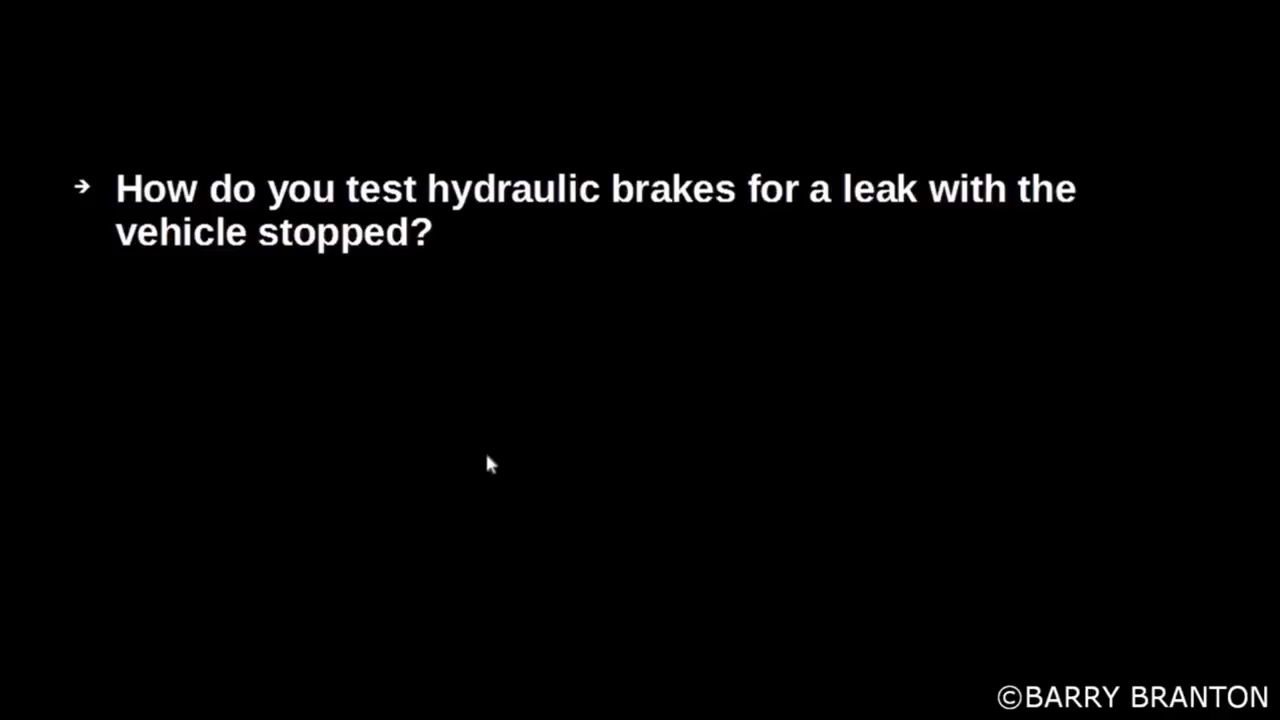 ➔ How do you test hydraulic brakes for a leak with the
vehicle stopped?
©BARRY BRANTON